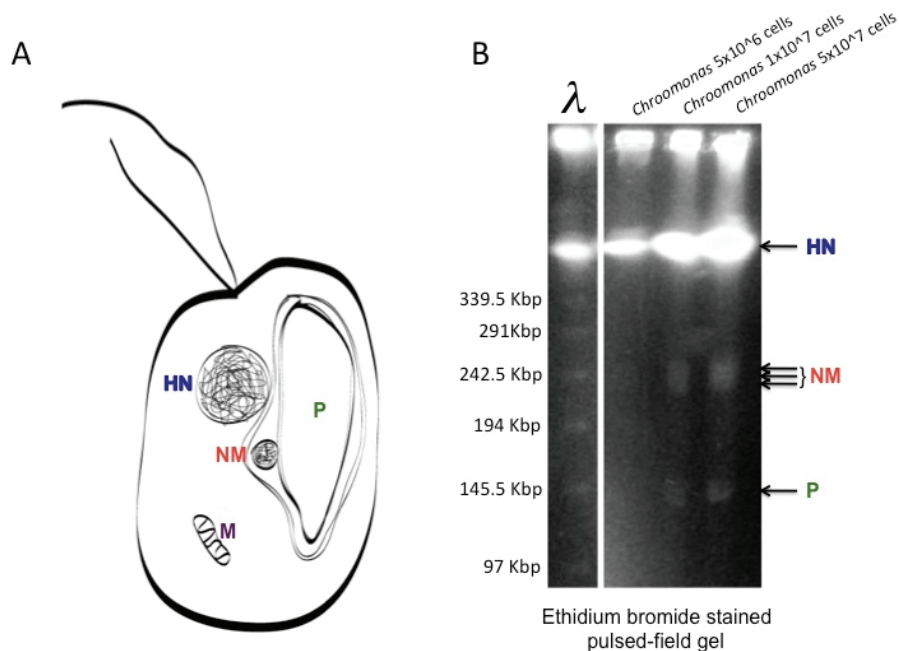 A
HN
NM
P
M
B
λ
Chroomonas 5x10^6 cells
Chroomonas 1x10^7 cells
Chroomonas 5x10^7 cells
HN
339.5 Kbp
291Kbp
242.5 Kbp
}NM
194 Kbp
145.5 Kbp
P
97 Kbp
Ethidium bromide stained
pulsed-field gel